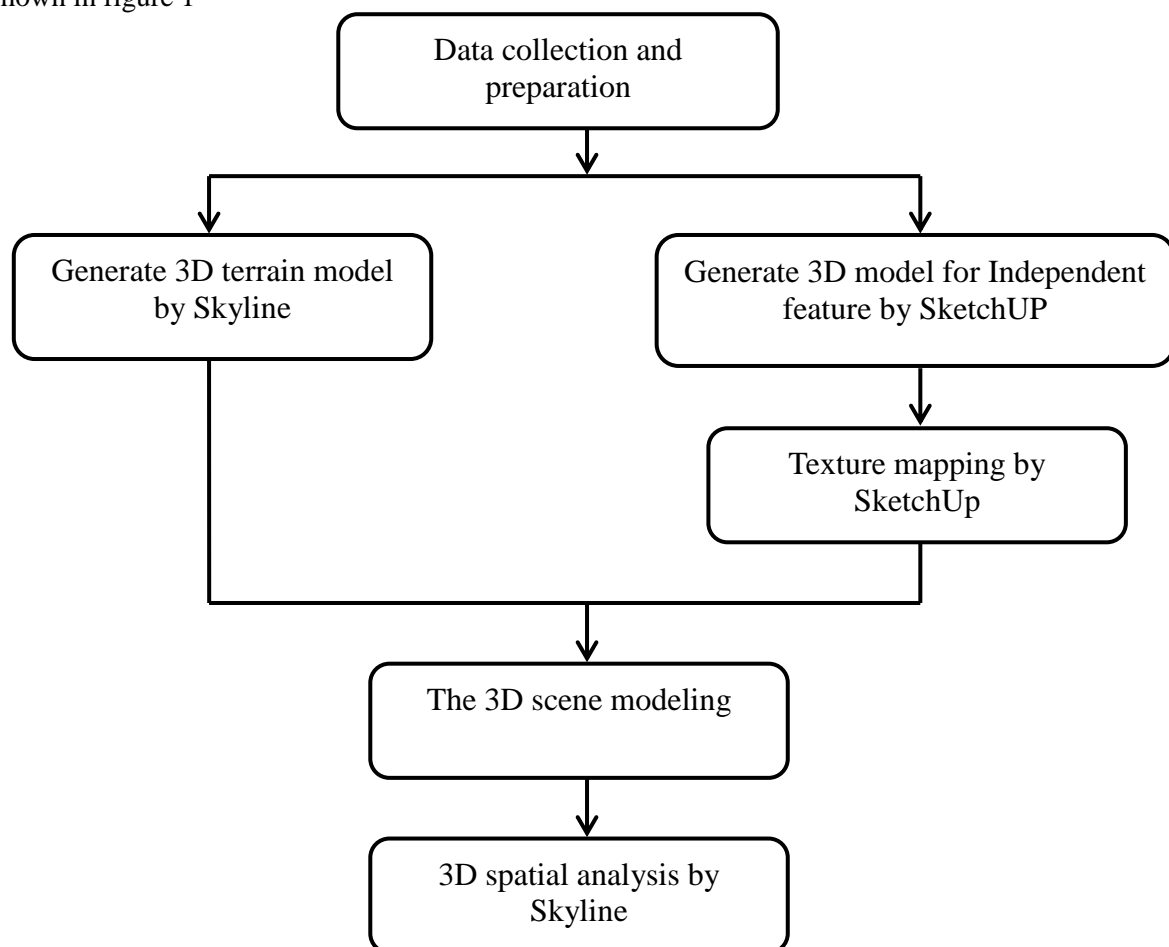 hown in figure 1
Data collection and
preparation
Generate 3D terrain model
by Skyline
Generate 3D model for Independent
feature by SketchUP
Texture mapping by
SketchUp
The 3D scene modeling
3D spatial analysis by
Skyline